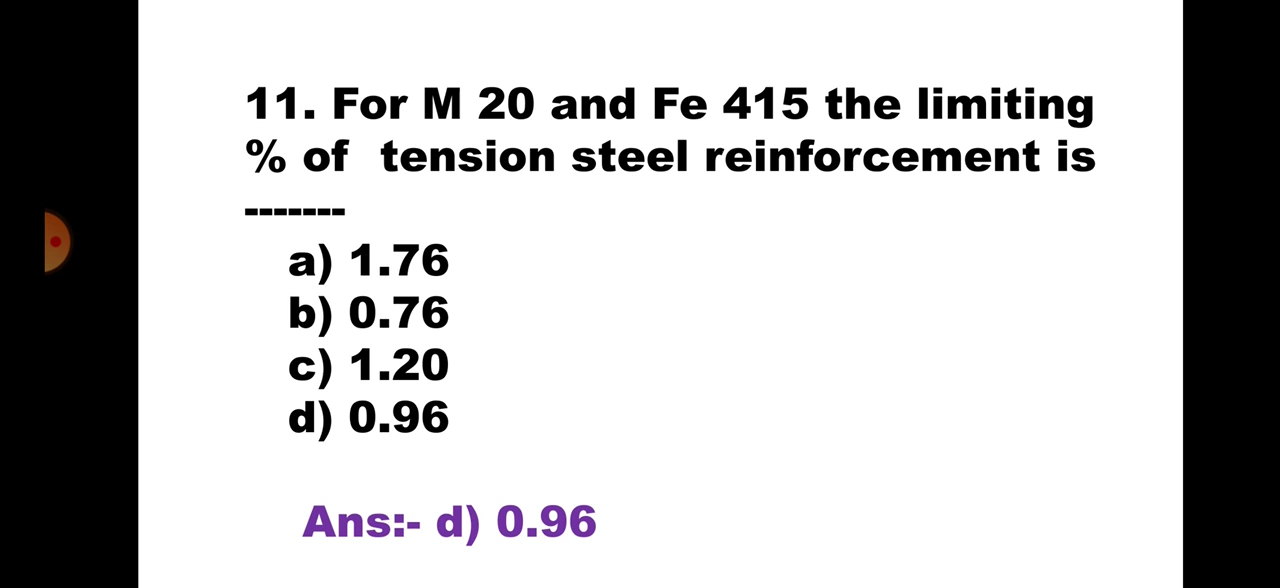 11. For M 20 and Fe 415 the limiting
% of tension steel reinforcement is
-------
a) 1.76
b) 0.76
c) 1.20
d) 0.96
Ans:- d) 0.96